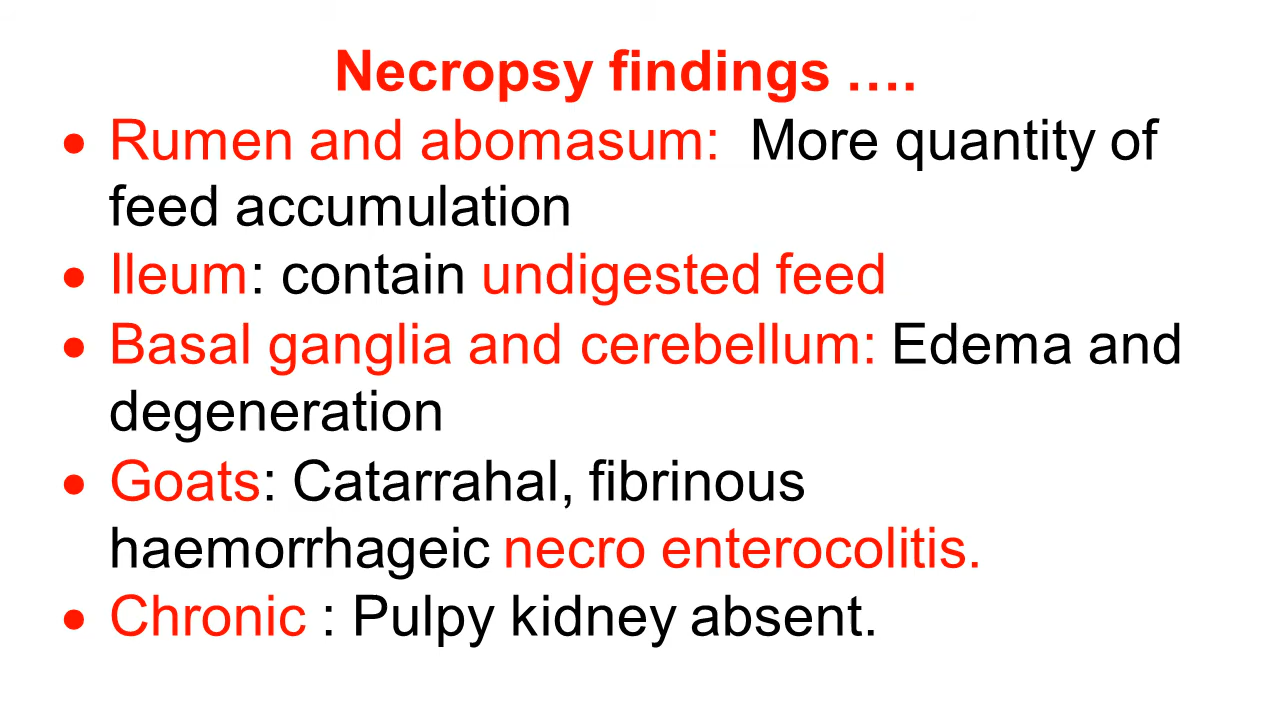 Necropsy findings ....
• Rumen and abomasum: More quantity of
feed accumulation
• Ileum: contain undigested feed
• Basal ganglia and cerebellum: Edema and
degeneration
• Goats: Catarrahal, fibrinous
haemorrhageic necro enterocolitis.
• Chronic : Pulpy kidney absent.